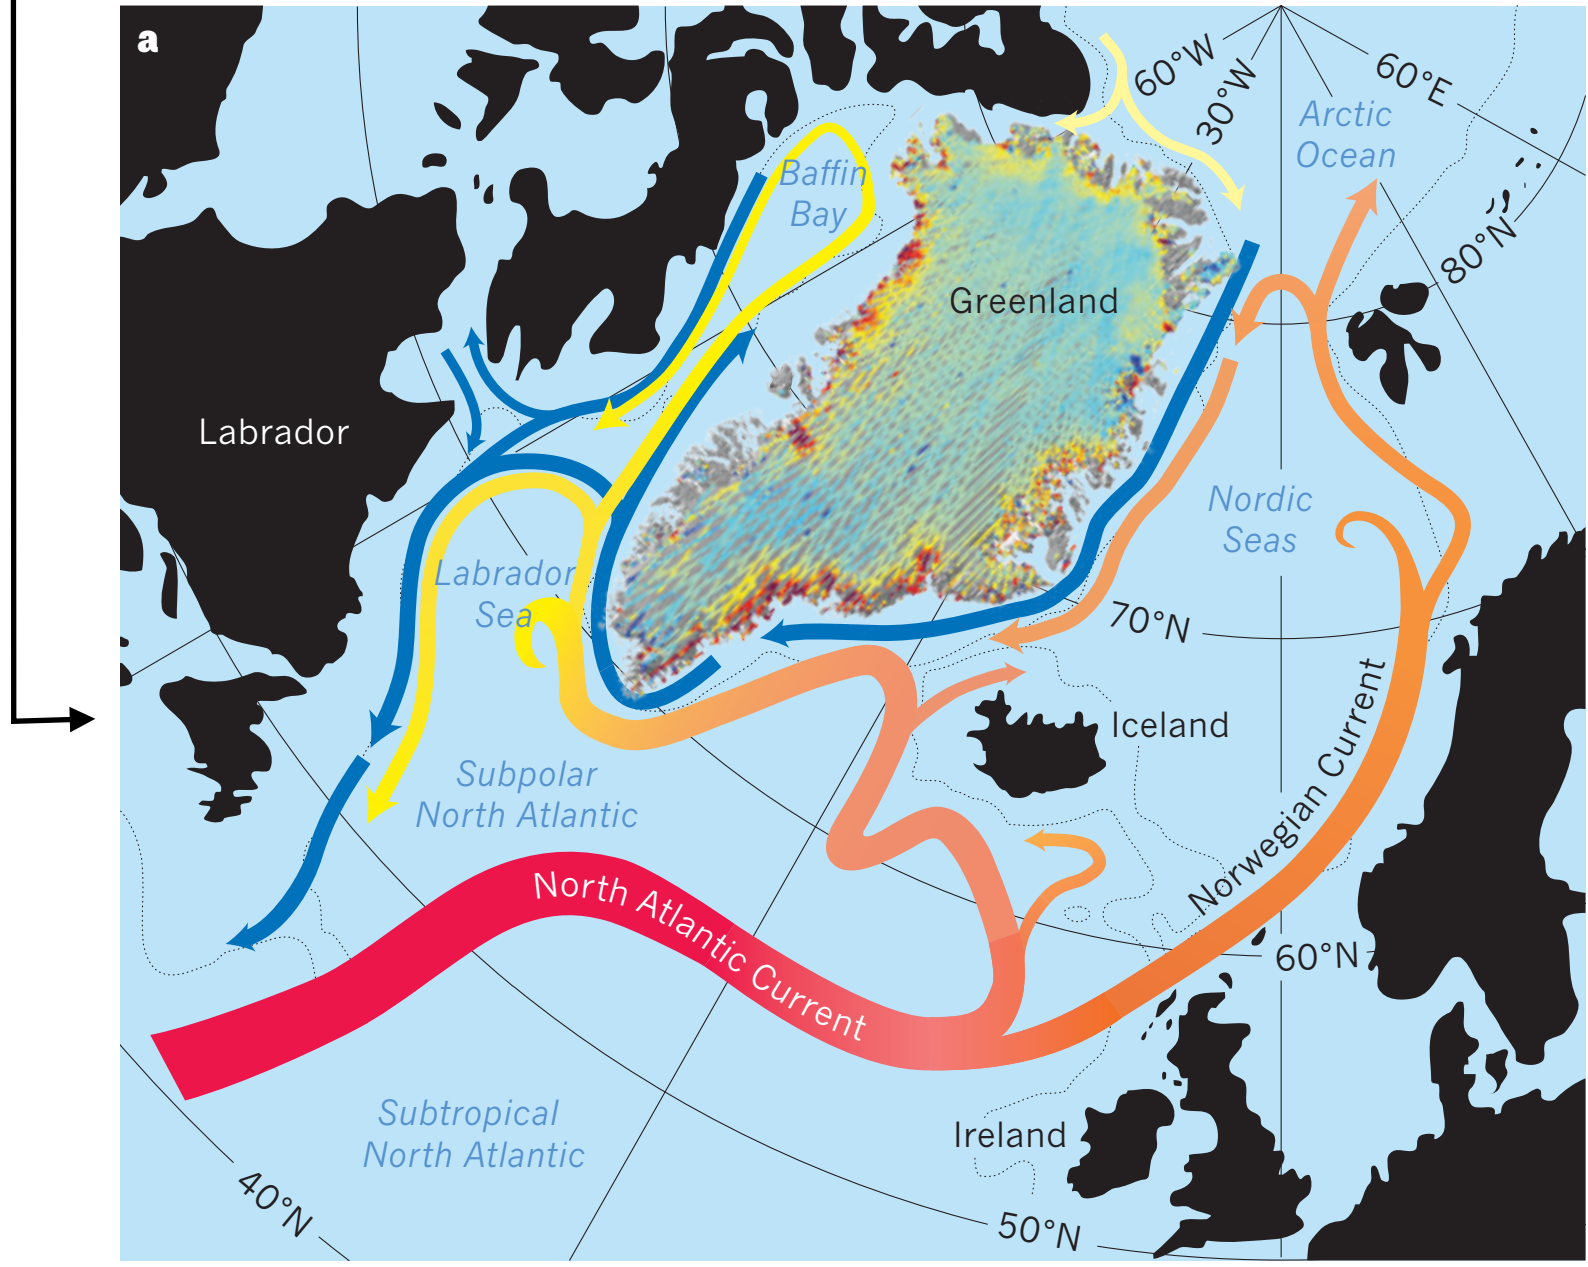 a
60°W
30°W
60°E
Arctic
Ocean
Baffin
Bay
80°N
Greenland
Labrador
Nordic
Seas
Labrador
Sea
70°N
Iceland
Subpolar
North Atlantic
Norwegian Current
North Atlantic Current
60°N
Subtropical
North Atlantic
Ireland
40°N
50°N